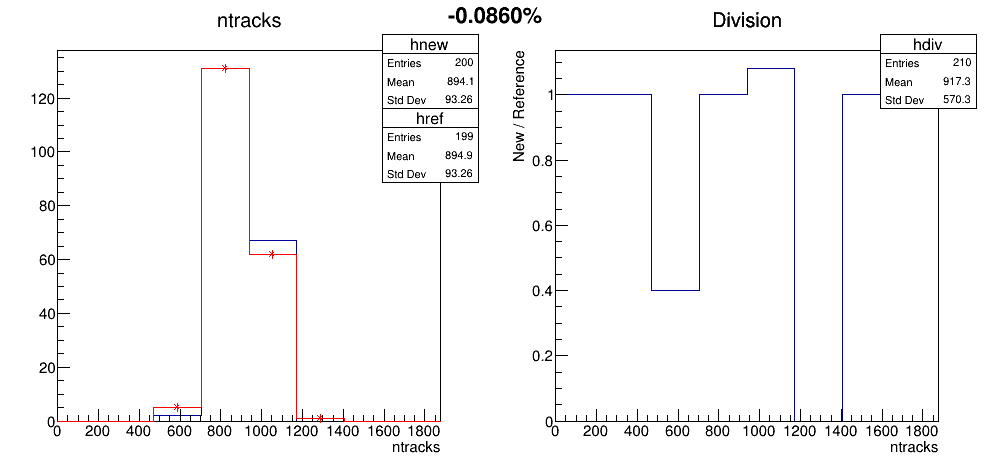 -0.0860%
ntracks
hnew
Entries 200
Mean 894.1
Std Dev 93.26
href
Entries 199
Mean 894.9
Std Dev 93.26
120
100
80
60
40
20
0
0 200 400 600 800 1000 1200 1400 1600 1800
ntracks
Division
hdiv
Entries 210
Mean 917.3
Std Dev 570.3
New / Reference
1
0.8
0.6
0.4
0.2
0
0 200 400 600 800 1000 1200 1400 1600 1800
ntracks